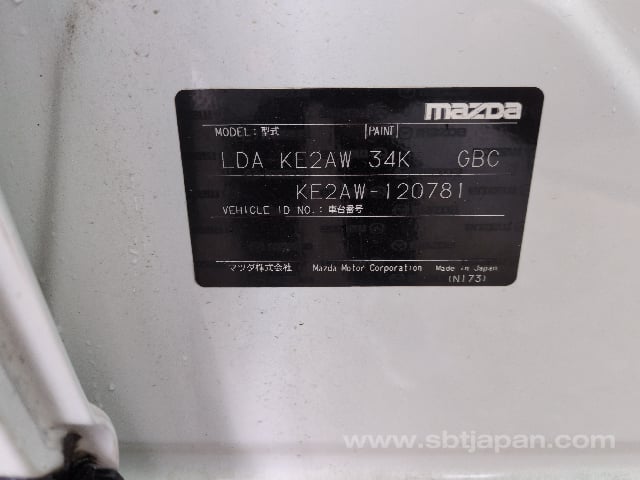 mazda
MODEL:型式 PAINT
LDA KE2AW 34K GBC
KE2AW-120781
VEHICLE ID NO.:車台番号
マツダ株式会社 Mazda Motor Corporation Made in Japan
(N173)
www.sbtjapan.com